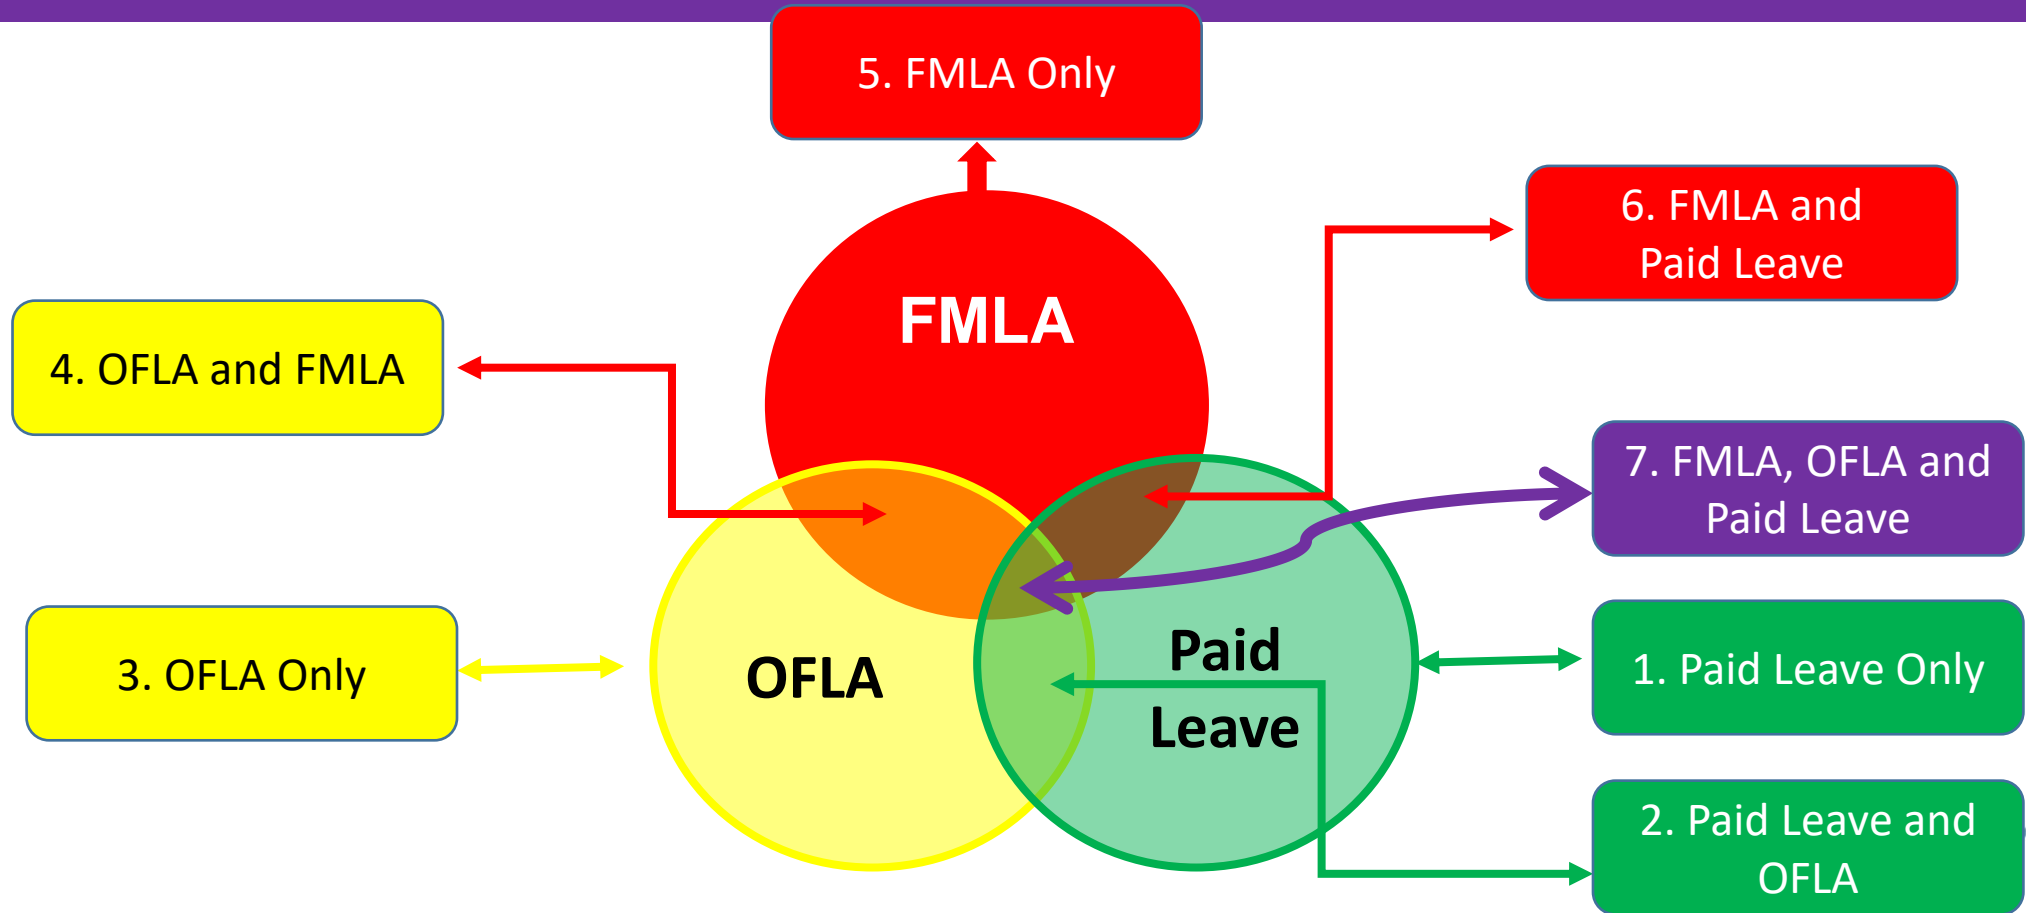 5. FMLA Only
6. FMLA and
Paid Leave
FMLA
4. OFLA and FMLA
7. FMLA, OFLA and
Paid Leave
3. OFLA Only
OFLA
Paid
Leave
1. Paid Leave Only
2. Paid Leave and
OFLA